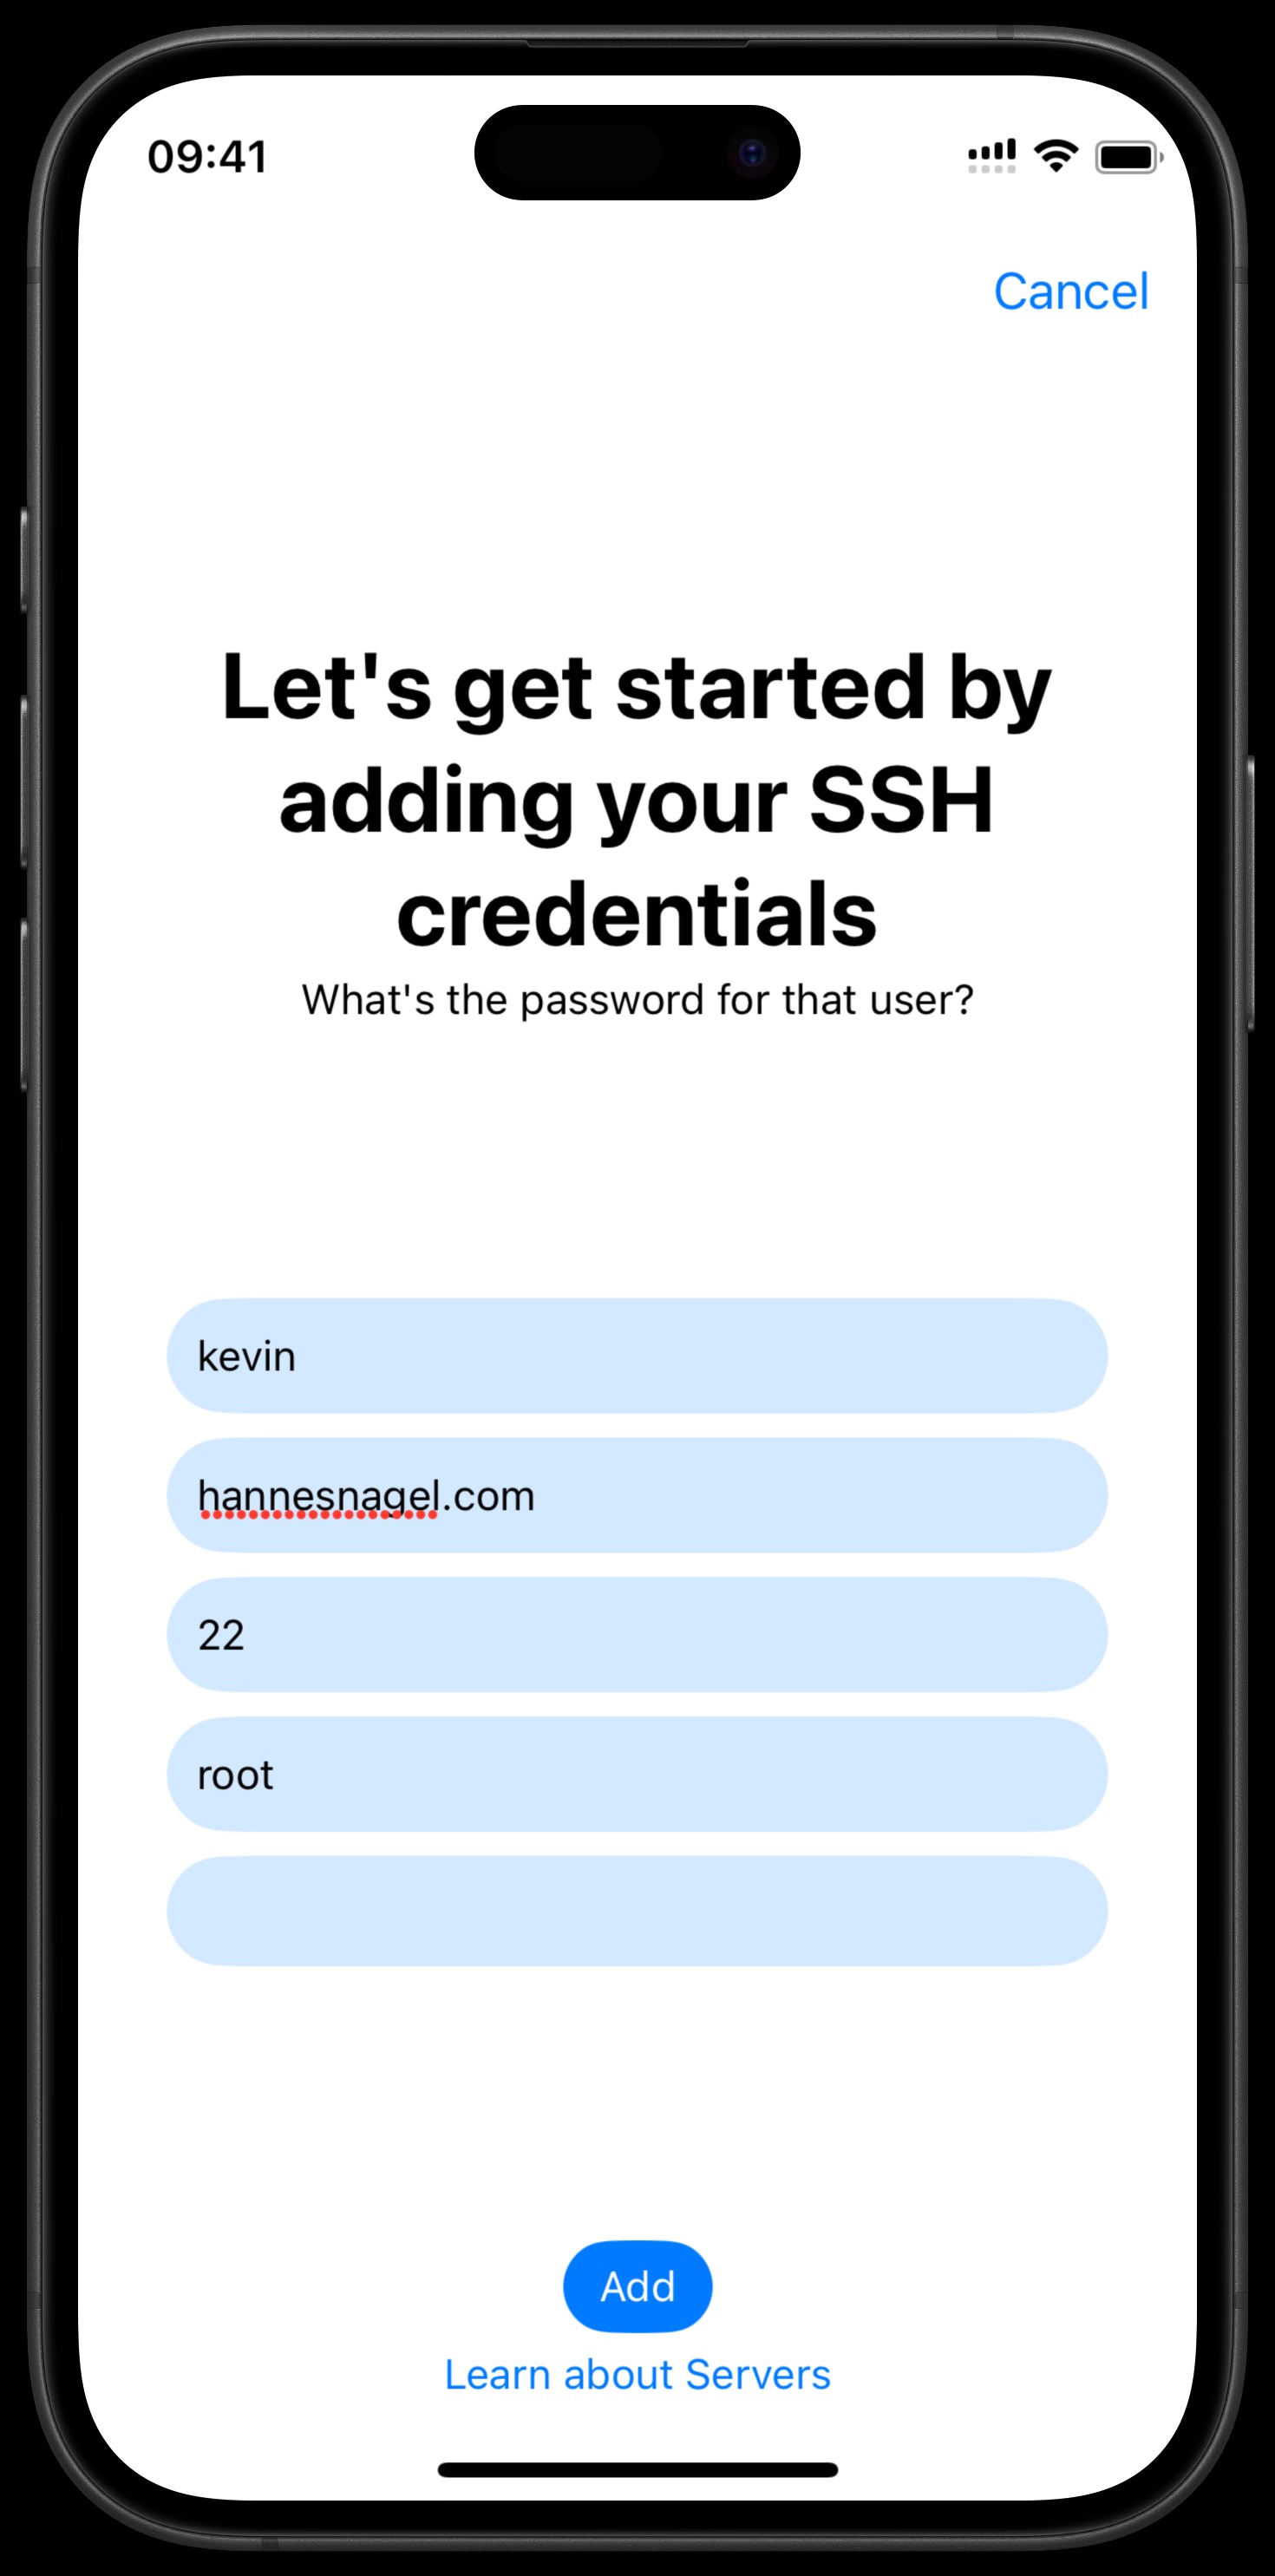 09:41
Cancel
Let's get started by
adding your SSH
credentials
What's the password for that user?
kevin
hannesnagel.com
22
root
Add
Learn about Servers